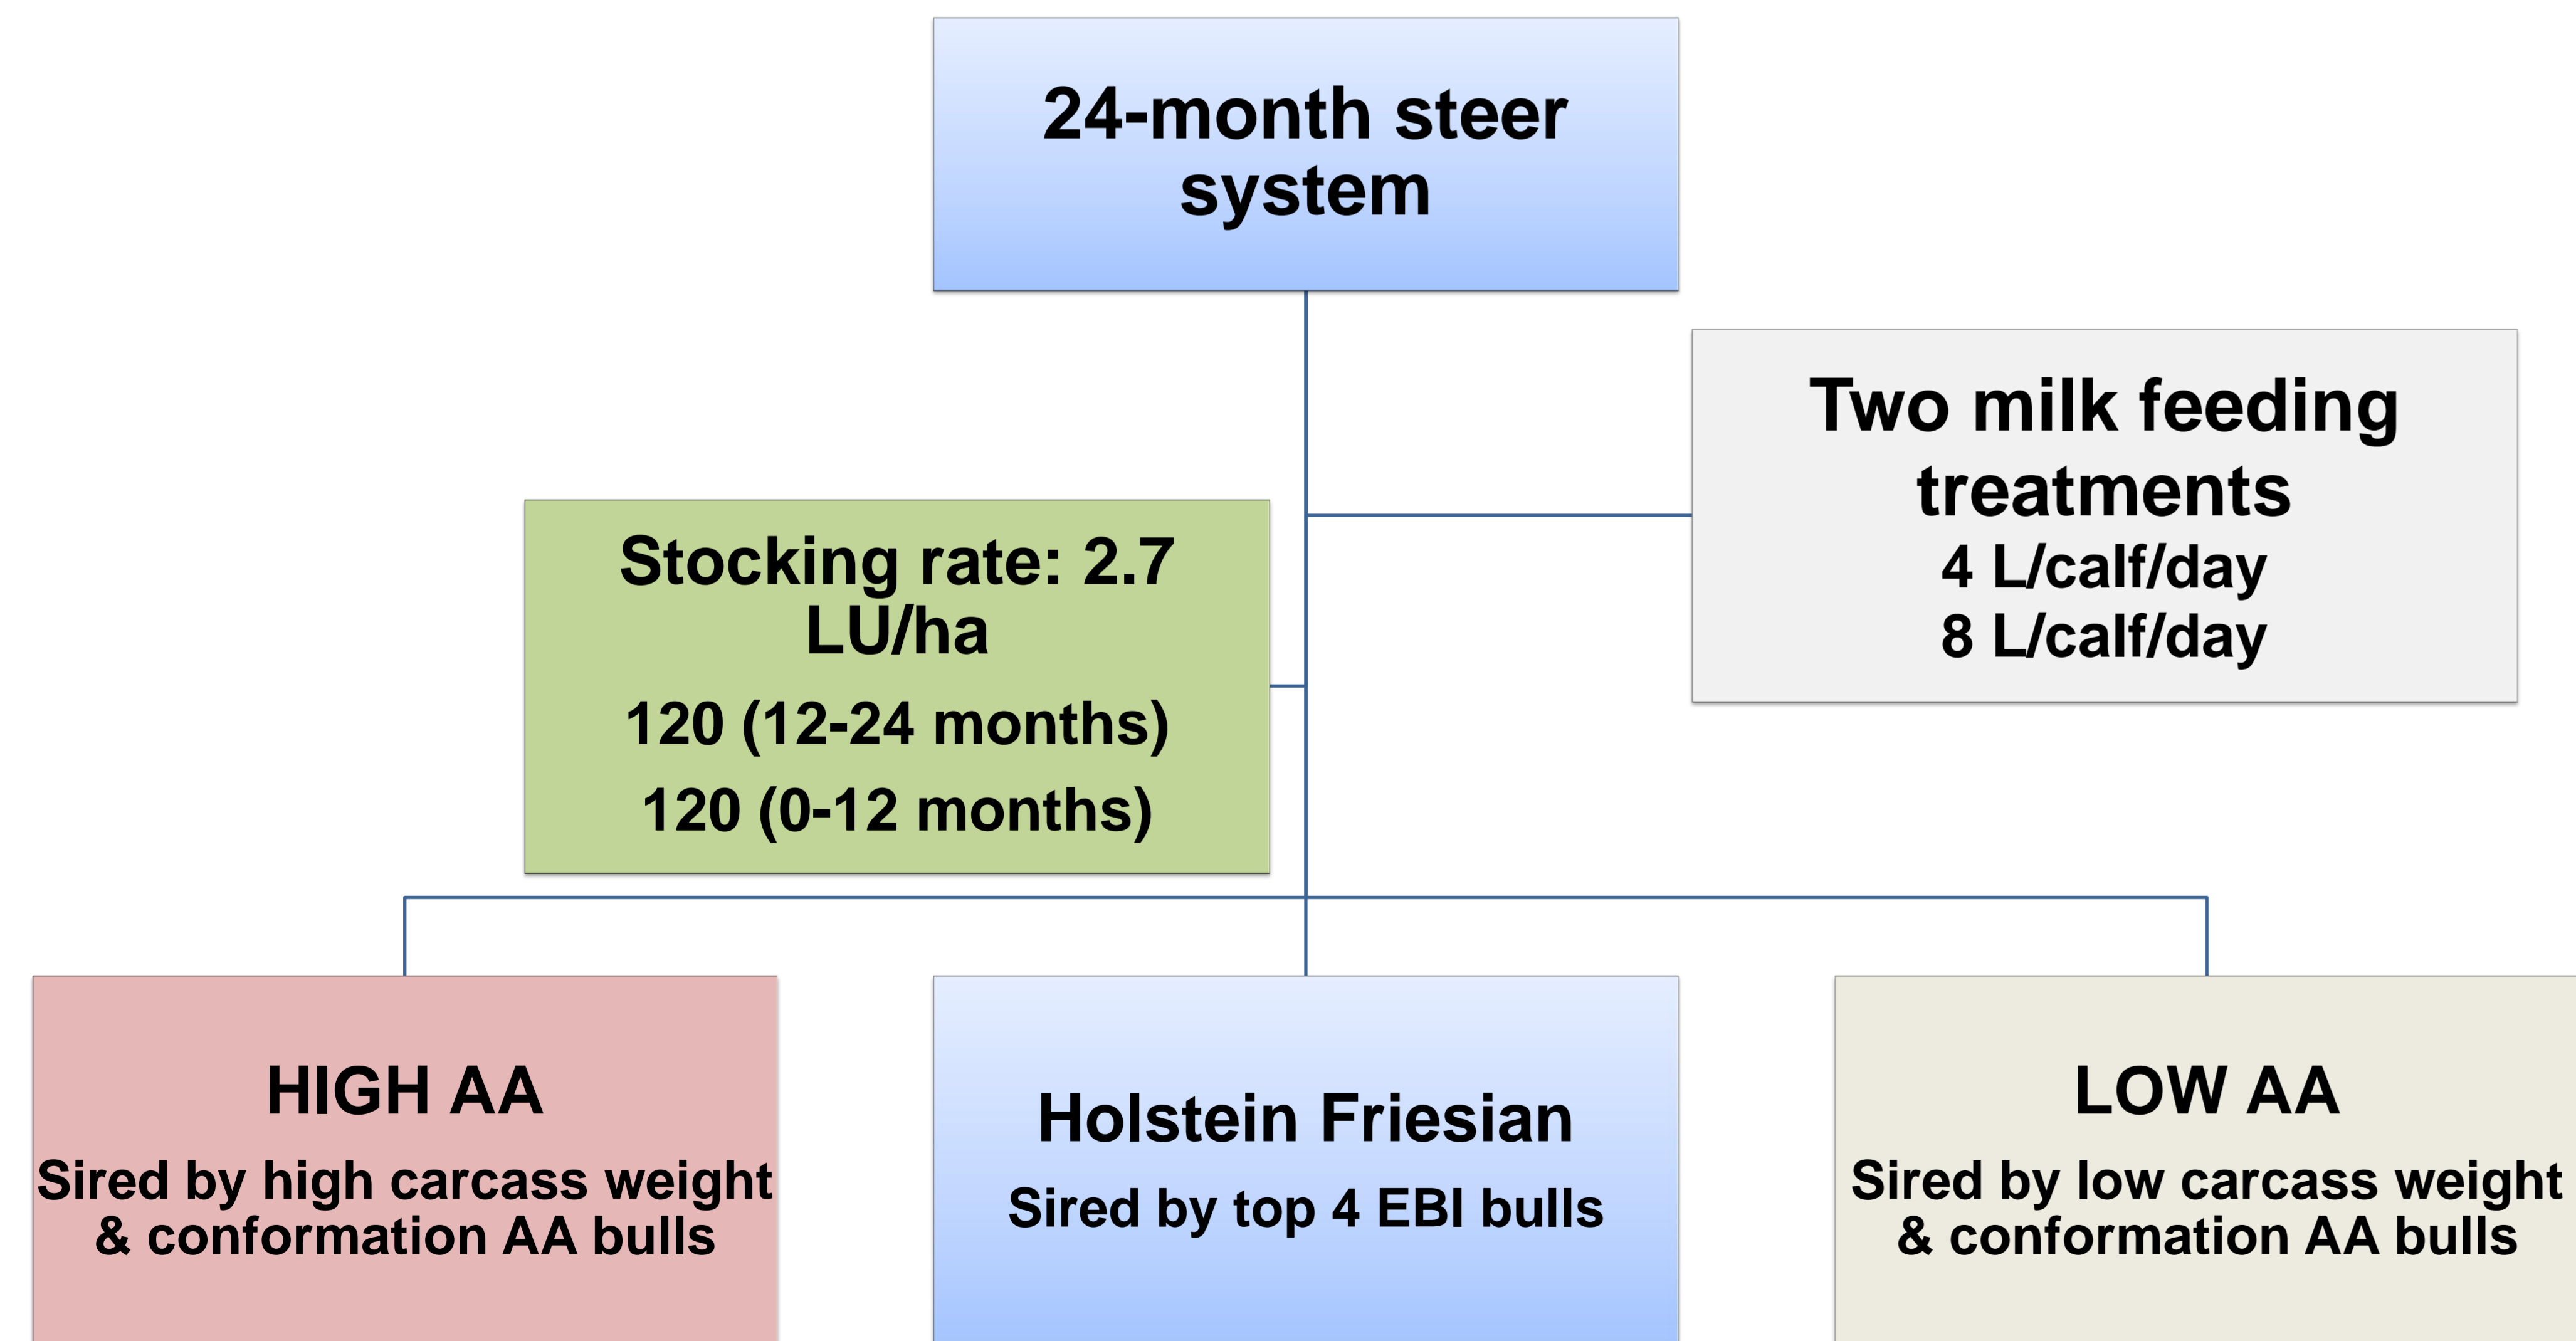 24-month steer
system
Two milk feeding
treatments
4 L/calf/day
8 L/calf/day
Stocking rate: 2.7
LU/ha
120 (12-24 months)
120 (0-12 months)
HIGH AA
Sired by high carcass weight
& conformation AA bulls
Holstein Friesian
Sired by top 4 EBI bulls
LOW AA
Sired by low carcass weight
& conformation AA bulls